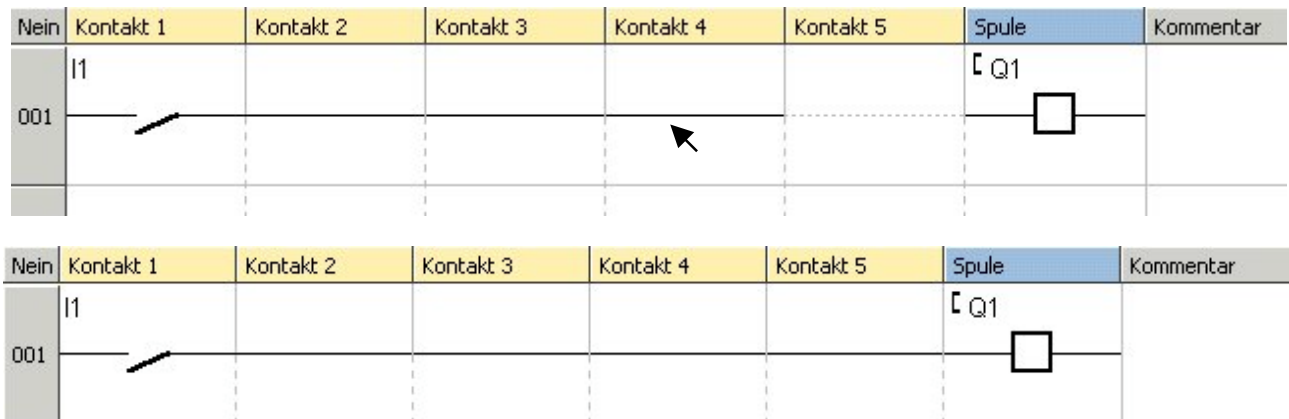 Nein Kontakt 1 Kontakt 2 Kontakt 3 Kontakt 4 Kontakt 5 Spule Kommentar
I1 [ Q1
001
Nein Kontakt 1 Kontakt 2 Kontakt 3 Kontakt 4 Kontakt 5 Spule Kommentar
I1 [ Q1
001